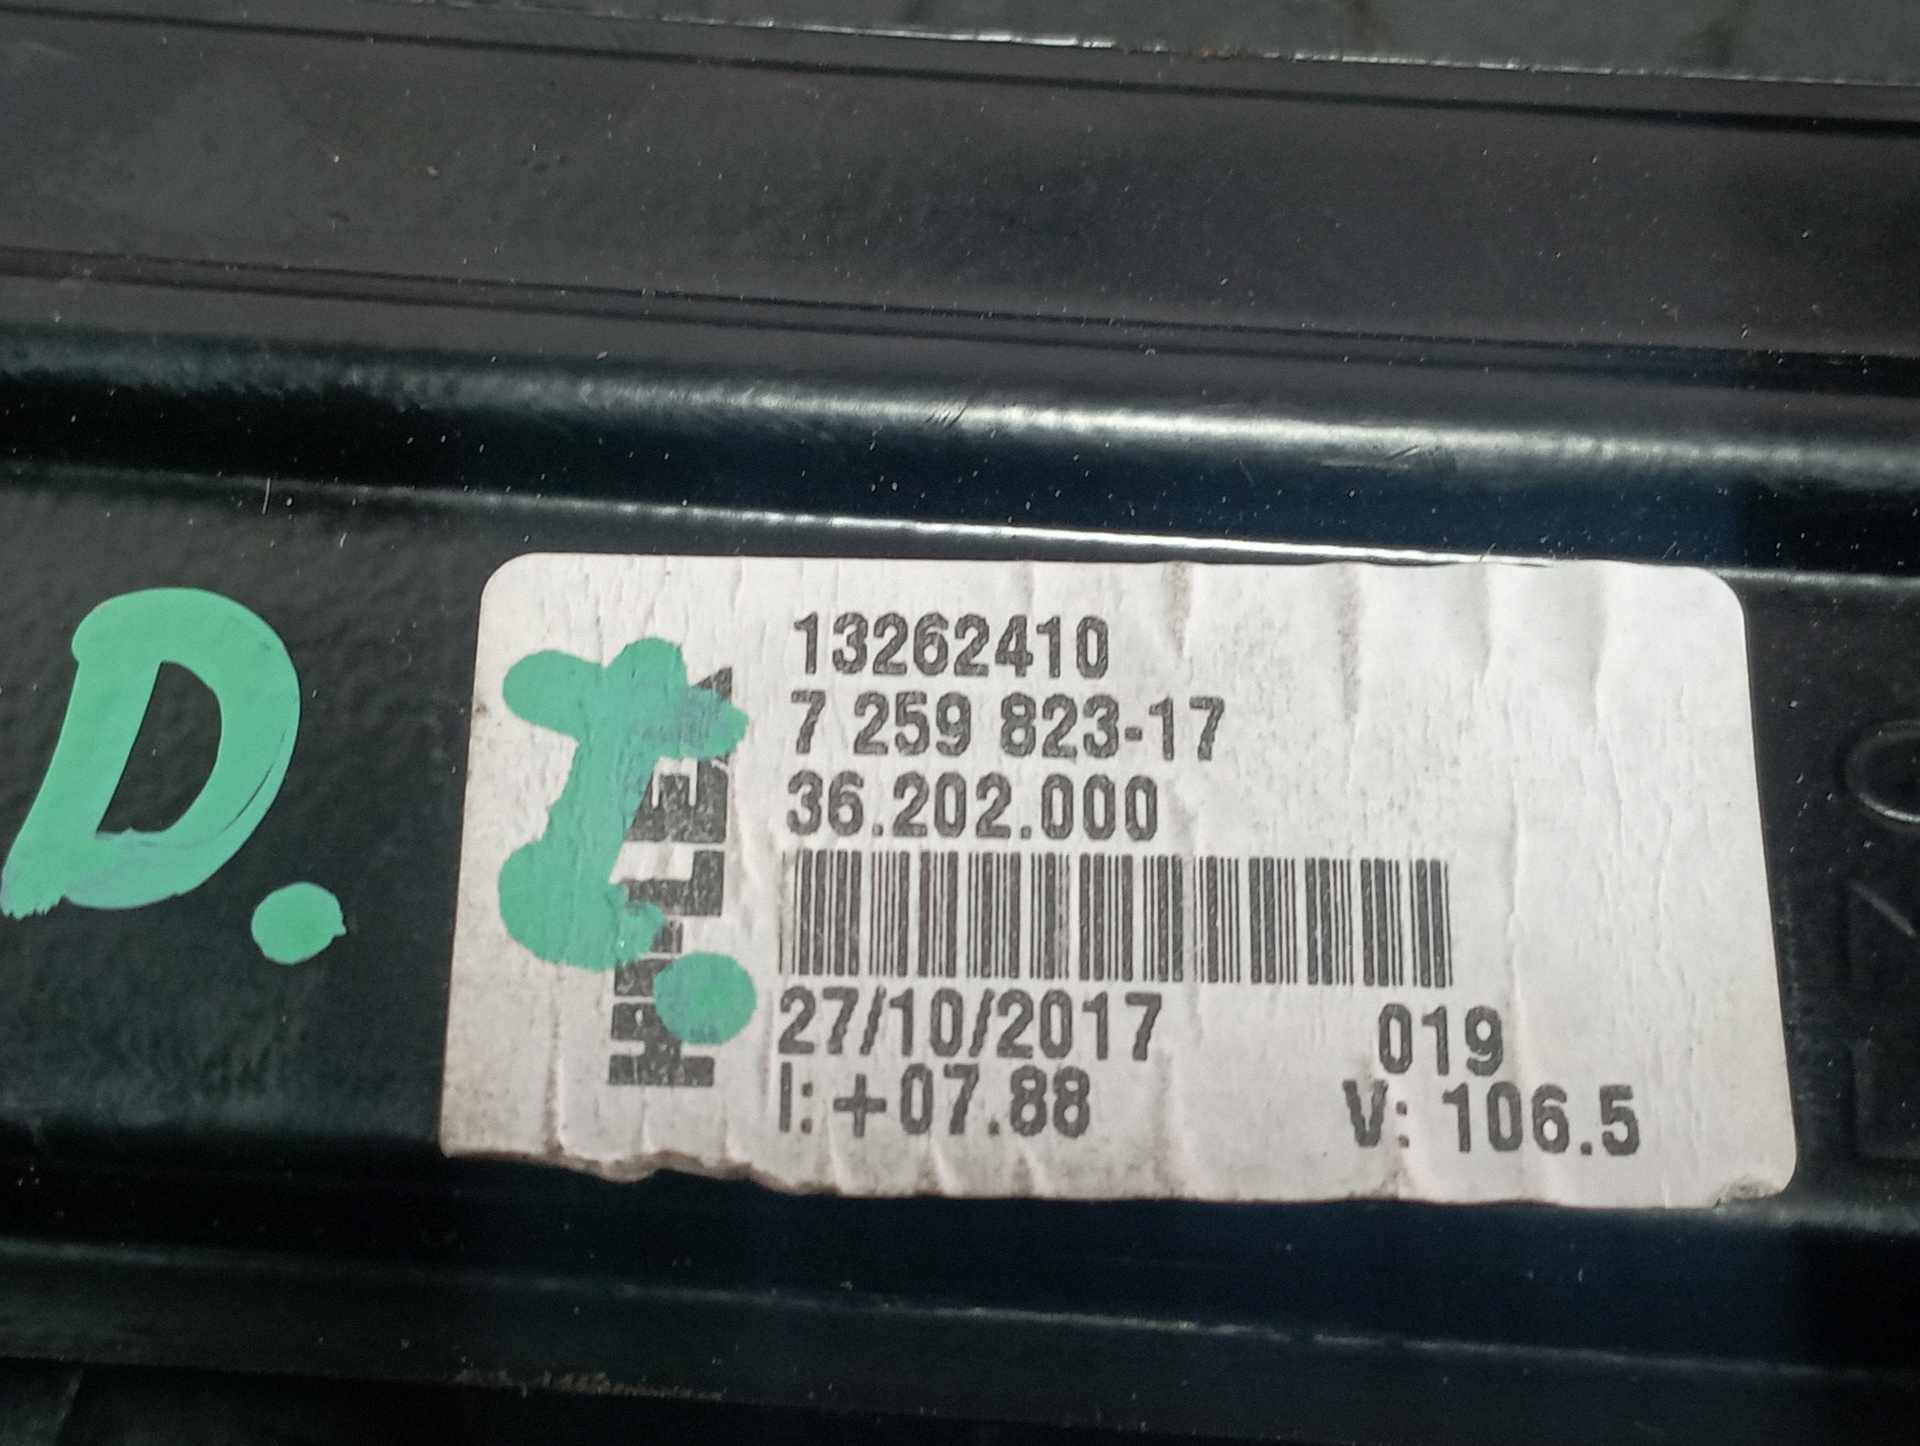 D. I.
13262410
7 259 823-17
36.202.000
27/10/2017 019
I: +07.88 V: 106.5